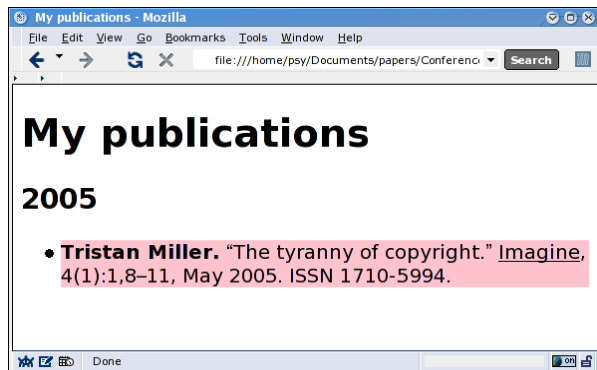 My publications - Mozilla
File Edit View Go Bookmarks Tools Window Help
file:///home/psy/Documents/papers/Conferenc Search
My publications
2005
• Tristan Miller. “The tyranny of copyright.” Imagine,
4(1):1,8–11, May 2005. ISSN 1710-5994.
Done on